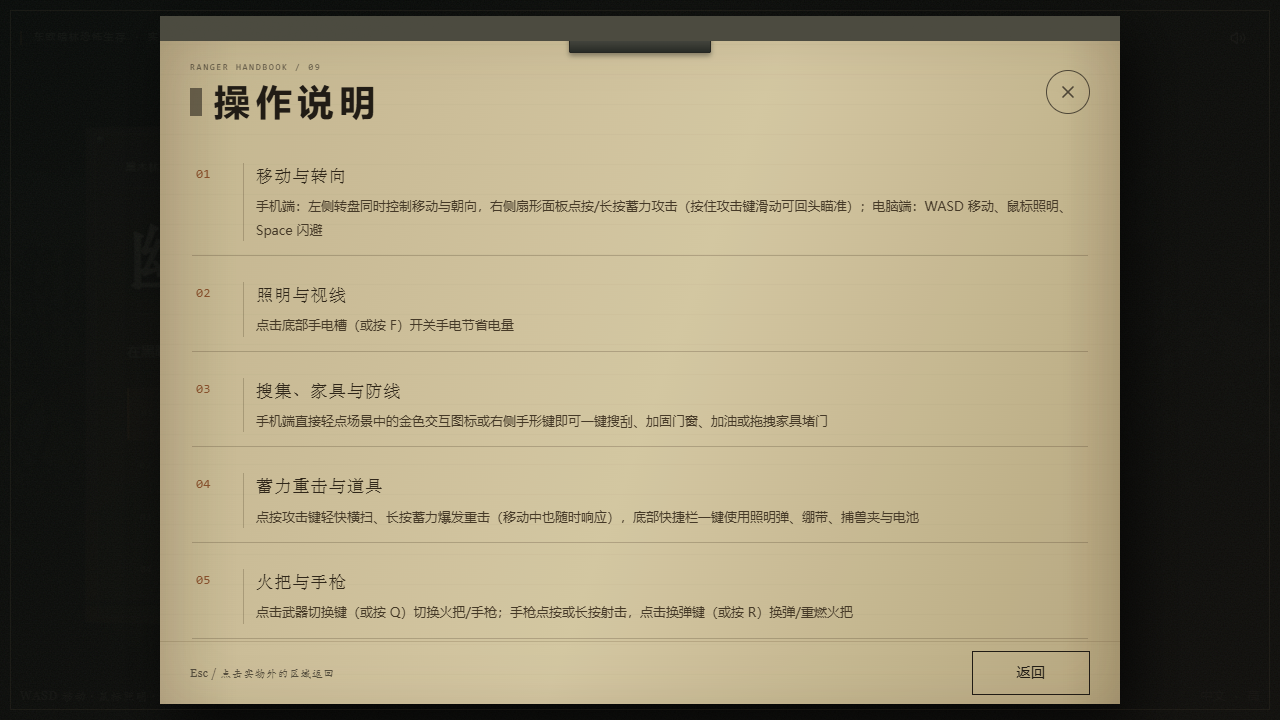 RANGER HANDBOOK / 09
操作说明
01
移动与转向
手机端：左侧转盘同时控制移动与朝向，右侧扇形面板点按/长按蓄力攻击（按住攻击键滑动可回头瞄准）；电脑端：WASD 移动、鼠标照明、
Space 闪避
02
照明与视线
点击底部手电槽（或按 F）开关手电节省电量
03
搜集、家具与防线
手机端直接轻点场景中的金色交互图标或右侧手形键即可一键搜刮、加固门窗、加油或拖拽家具堵门
04
蓄力重击与道具
点按攻击键轻快横扫、长按蓄力爆发重击（移动中也随时响应），底部快捷栏一键使用照明弹、绷带、捕兽夹与电池
05
火把与手枪
点击武器切换键（或按 Q）切换火把/手枪；手枪点按或长按射击，点击换弹键（或按 R）换弹/重燃火把
Esc / 点击实物外的区域返回
返回